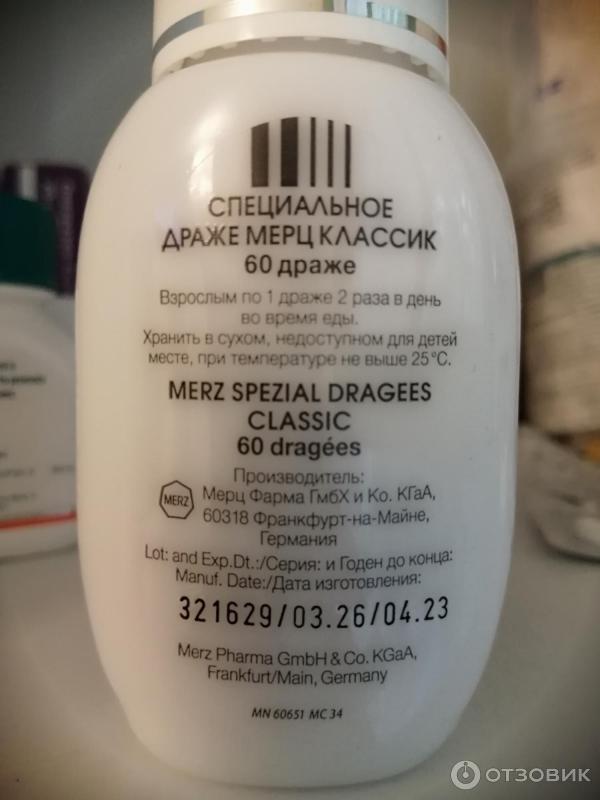 СПЕЦИАЛЬНОЕ
ДРАЖЕ МЕРЦ КЛАССИК
60 драже
Взрослым по 1 драже 2 раза в день
во время еды.
Хранить в сухом, недоступном для детей
месте, при температуре не выше 25°C.
MERZ SPEZIAL DRAGEES
CLASSIC
60 dragées
Производитель:
MERZ Мерц Фарма ГмбХ и Ко. КГаА,
60318 Франкфурт-на-Майне,
Германия
Lot: and Exp.Dt.:/Серия: и Годен до конца:
Manuf. Date:/Дата изготовления:
321629/03.26/04.23
Merz Pharma GmbH & Co. KGaA,
Frankfurt/Main, Germany
MN 60651 MC 34
ОТЗОВИК